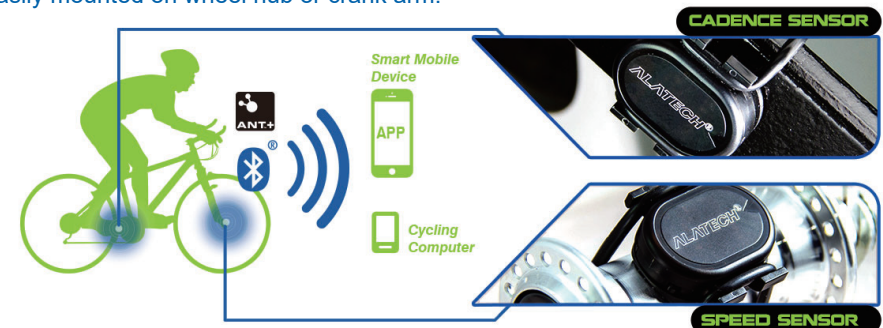 easily mounted on wheel hub or crank arm.
CADENCE SENSOR
Smart Mobile
Device
ANT+
APP
ALATECH®
®
Cycling
Computer
ALATECH®
SPEED SENSOR